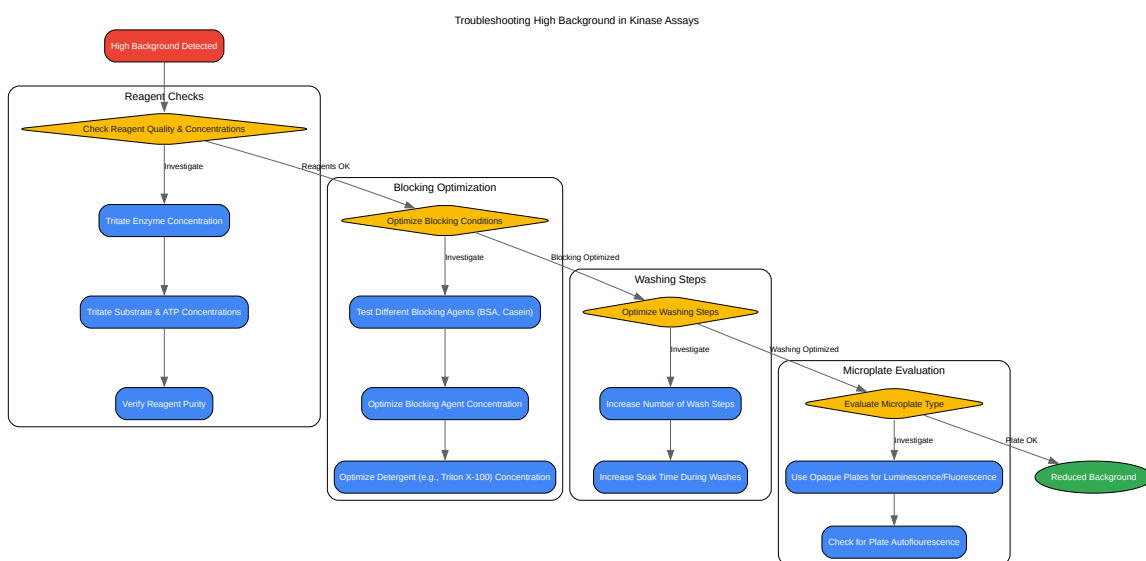 Troubleshooting High Background in Kinase Assays
High Background Detected
Reagent Checks
Check Reagent Quality & Concentrations
Investigate
Reagents OK
Tritate Enzyme Concentration
Tritate Substrate & ATP Concentrations
Verify Reagent Purity
Blocking Optimization
Optimize Blocking Conditions
Investigate
Blocking Optimized
Test Different Blocking Agents (BSA, Casein)
Optimize Blocking Agent Concentration
Optimize Detergent (e.g., Triton X-100) Concentration
Washing Steps
Optimize Washing Steps
Investigate
Washing Optimized
Increase Number of Wash Steps
Increase Soak Time During Washes
Microplate Evaluation
Evaluate Microplate Type
Investigate
Plate OK
Use Opaque Plates for Luminescence/Fluorescence
Check for Plate Autoflourescence
Reduced Background